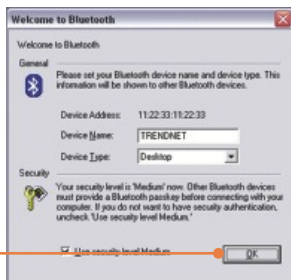 Welcome to Bluetooth
Welcome to Bluetooth
General
Please set your Bluetooth device name and device type. This
information will be shown to other Bluetooth devices.
Device Address: 11:22:33:11:22:33
Device Name: TRENDNET
Device Type: Desktop
Security
Your security level is 'Medium' now. Other Bluetooth devices
must provide a Bluetooth passkey before connecting with your
computer. If you do not want to have security authentication,
uncheck 'Use security level Medium.'
Use security level Medium
OK